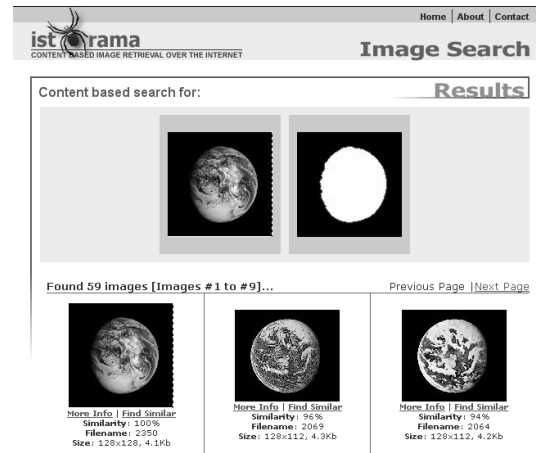 Home | About | Contact
istorama
CONTENT BASED IMAGE RETRIEVAL OVER THE INTERNET
Image Search
Content based search for:
Results
Found 59 images [Images #1 to #9]...
Previous Page |Next Page
More Info | Find Similar
Similarity: 100%
Filename: 2350
Size: 128x128, 4.1Kb
More Info | Find Similar
Similarity: 96%
Filename: 2069
Size: 128x112, 4.3Kb
More Info | Find Similar
Similarity: 94%
Filename: 2064
Size: 128x112, 4.2Kb